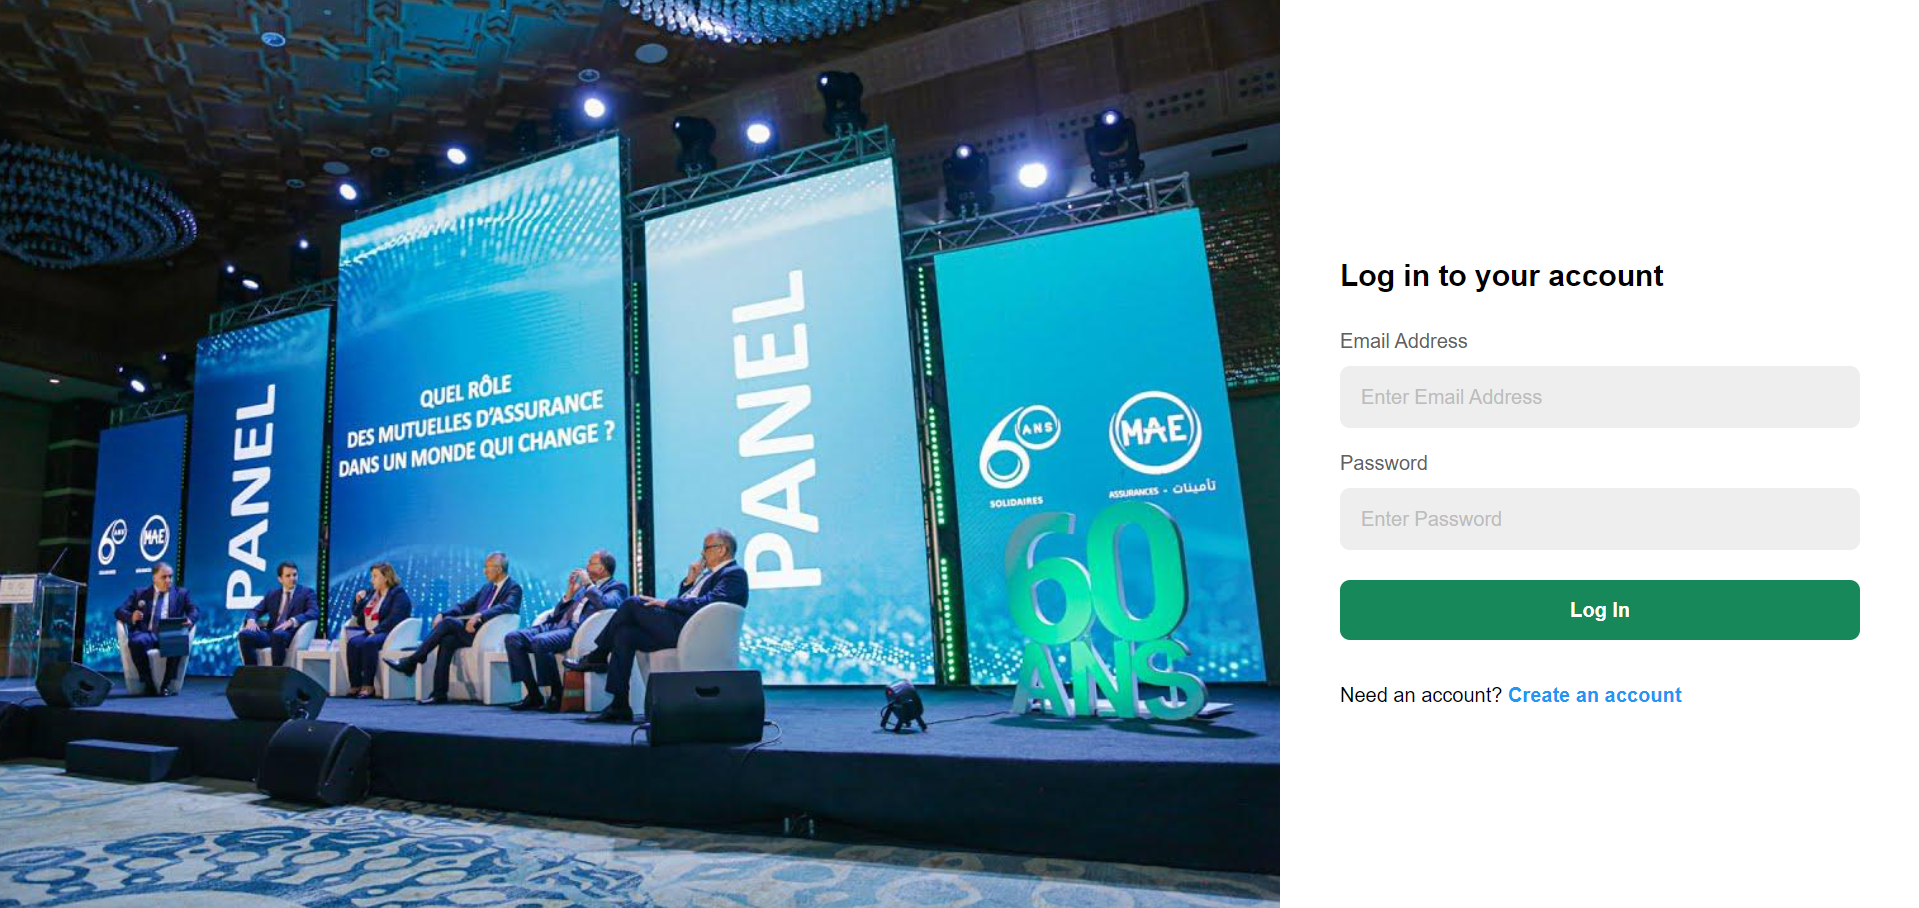 PANEL
QUEL RÔLE
DES MUTUELLES D'ASSURANCE
DANS UN MONDE QUI CHANGE ?
PANEL
6 ANS
MAE
60 ANS
SOLIDAIRES
MAE
ASSURANCES - تأمينات
60
ANS
Log in to your account
Email Address
Enter Email Address
Password
Enter Password
Log In
Need an account? Create an account